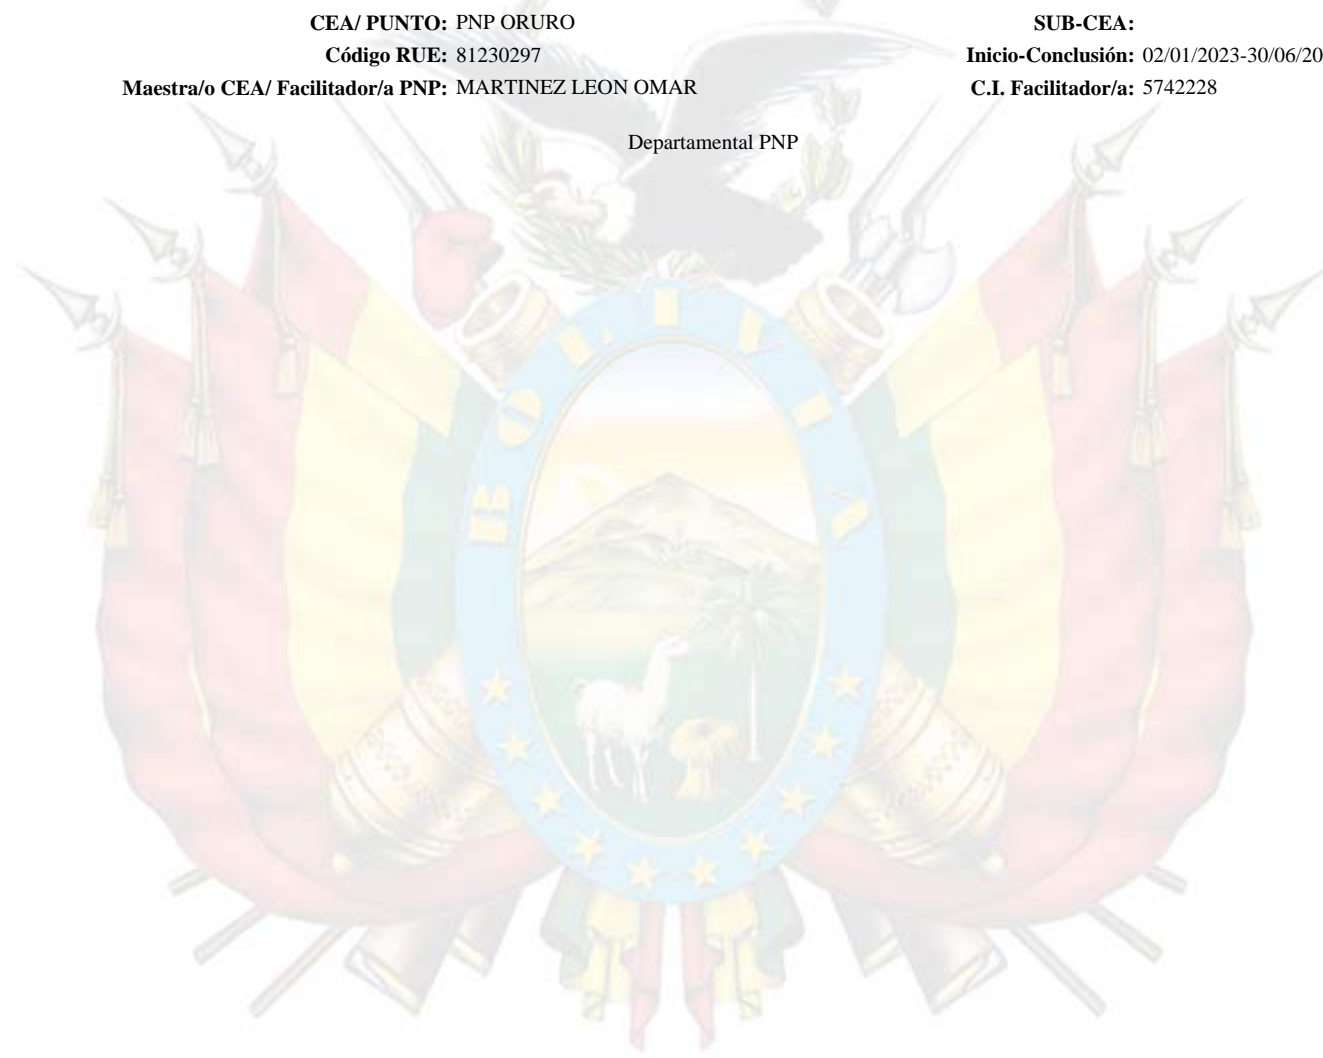 CEA/ PUNTO: PNP ORURO SUB-CEA:
Código RUE: 81230297 Inicio-Conclusión: 02/01/2023-30/06/20
Maestra/o CEA/ Facilitador/a PNP: MARTINEZ LEON OMAR C.I. Facilitador/a: 5742228
Departamental PNP
BOLIVIA